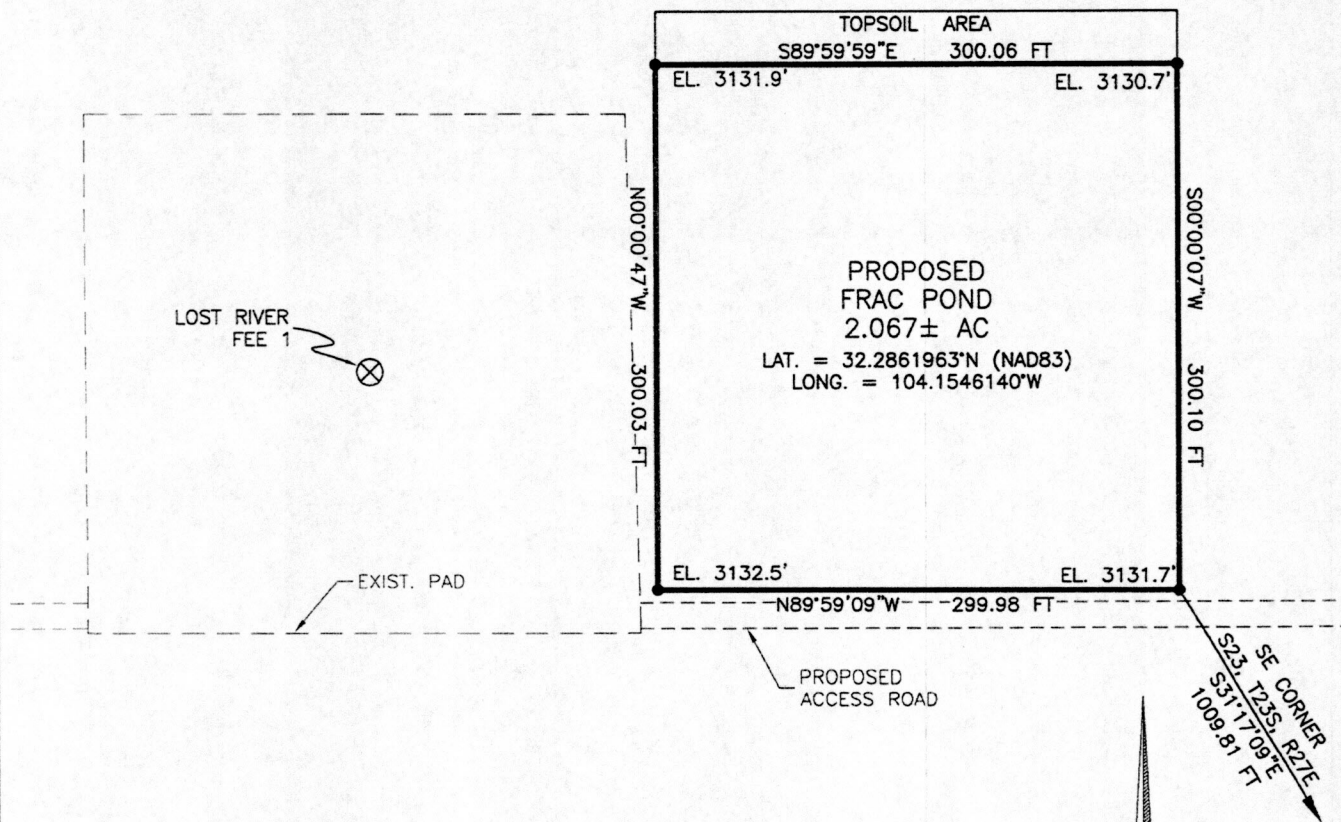 TOPSOIL AREA
S89°59'59"E 300.06 FT
EL. 3131.9'
EL. 3130.7'
N00°00'47"W 300.03 FT
S00°00'07"W 300.10 FT
LOST RIVER
FEE 1
PROPOSED
FRAC POND
2.067± AC
LAT. = 32.2861963°N (NAD83)
LONG. = 104.1546140°W
EXIST. PAD
EL. 3132.5'
EL. 3131.7'
N89°59'09"W 299.98 FT
PROPOSED
ACCESS ROAD
SE CORNER
S23, T23S, R27E
S31°17'09"E
1009.81 FT